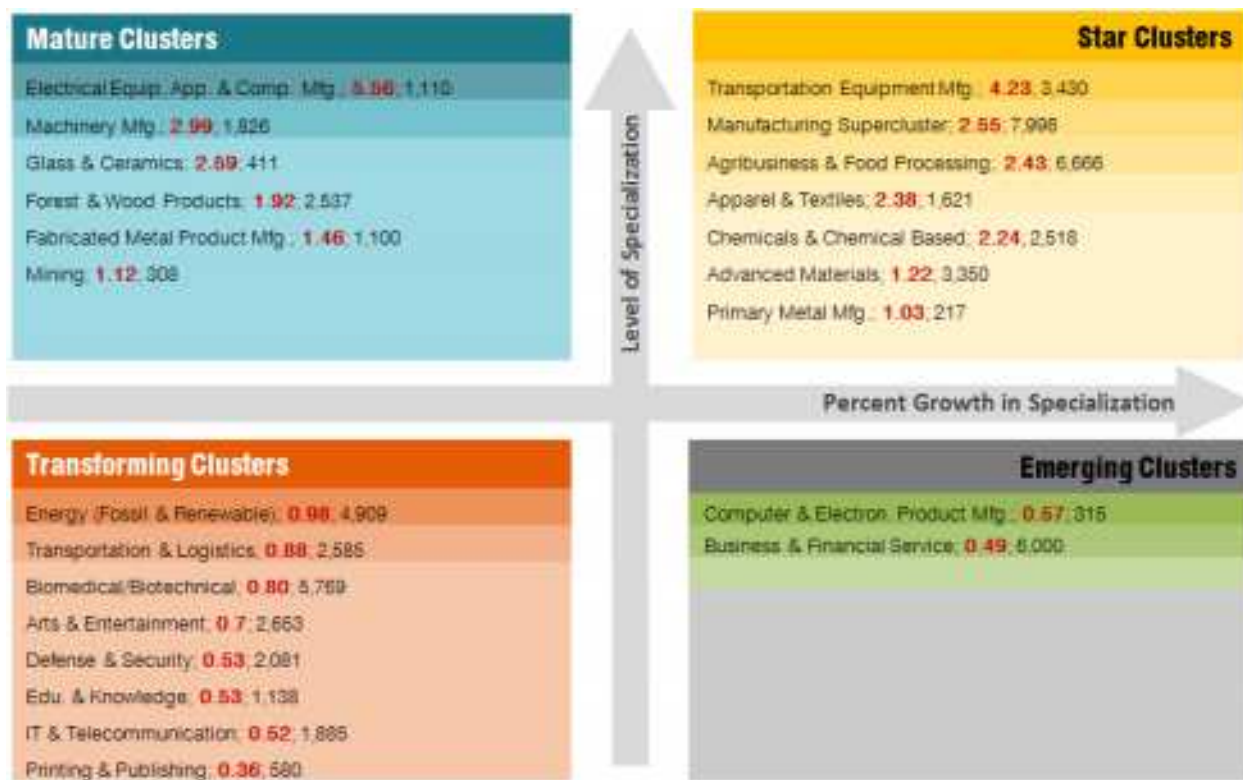 Mature Clusters
Electrical Equip. App. & Comp. Mfg.; 5.56; 1,110
Machinery Mfg.; 2.99; 1,826
Glass & Ceramics; 2.59; 411
Forest & Wood Products; 1.92; 2,537
Fabricated Metal Product Mfg.; 1.46; 1,100
Mining; 1.12; 308
Level of Specialization
Star Clusters
Transportation Equipment Mfg.; 4.23; 3,430
Manufacturing Supercluster; 2.55; 7,998
Agribusiness & Food Processing; 2.43; 6,666
Apparel & Textiles; 2.38; 1,621
Chemicals & Chemical Based; 2.24; 2,518
Advanced Materials; 1.22; 3,350
Primary Metal Mfg.; 1.03; 217
Percent Growth in Specialization
Transforming Clusters
Energy (Fossil & Renewable); 0.98; 4,909
Transportation & Logistics; 0.88; 2,585
Biomedical/Biotechnical; 0.80; 5,769
Arts & Entertainment; 0.7; 2,663
Defense & Security; 0.53; 2,081
Edu. & Knowledge; 0.53; 1,138
IT & Telecommunication; 0.52; 1,885
Printing & Publishing; 0.36; 580
Emerging Clusters
Computer & Electron. Product Mfg.; 0.57; 315
Business & Financial Service; 0.49; 6,000